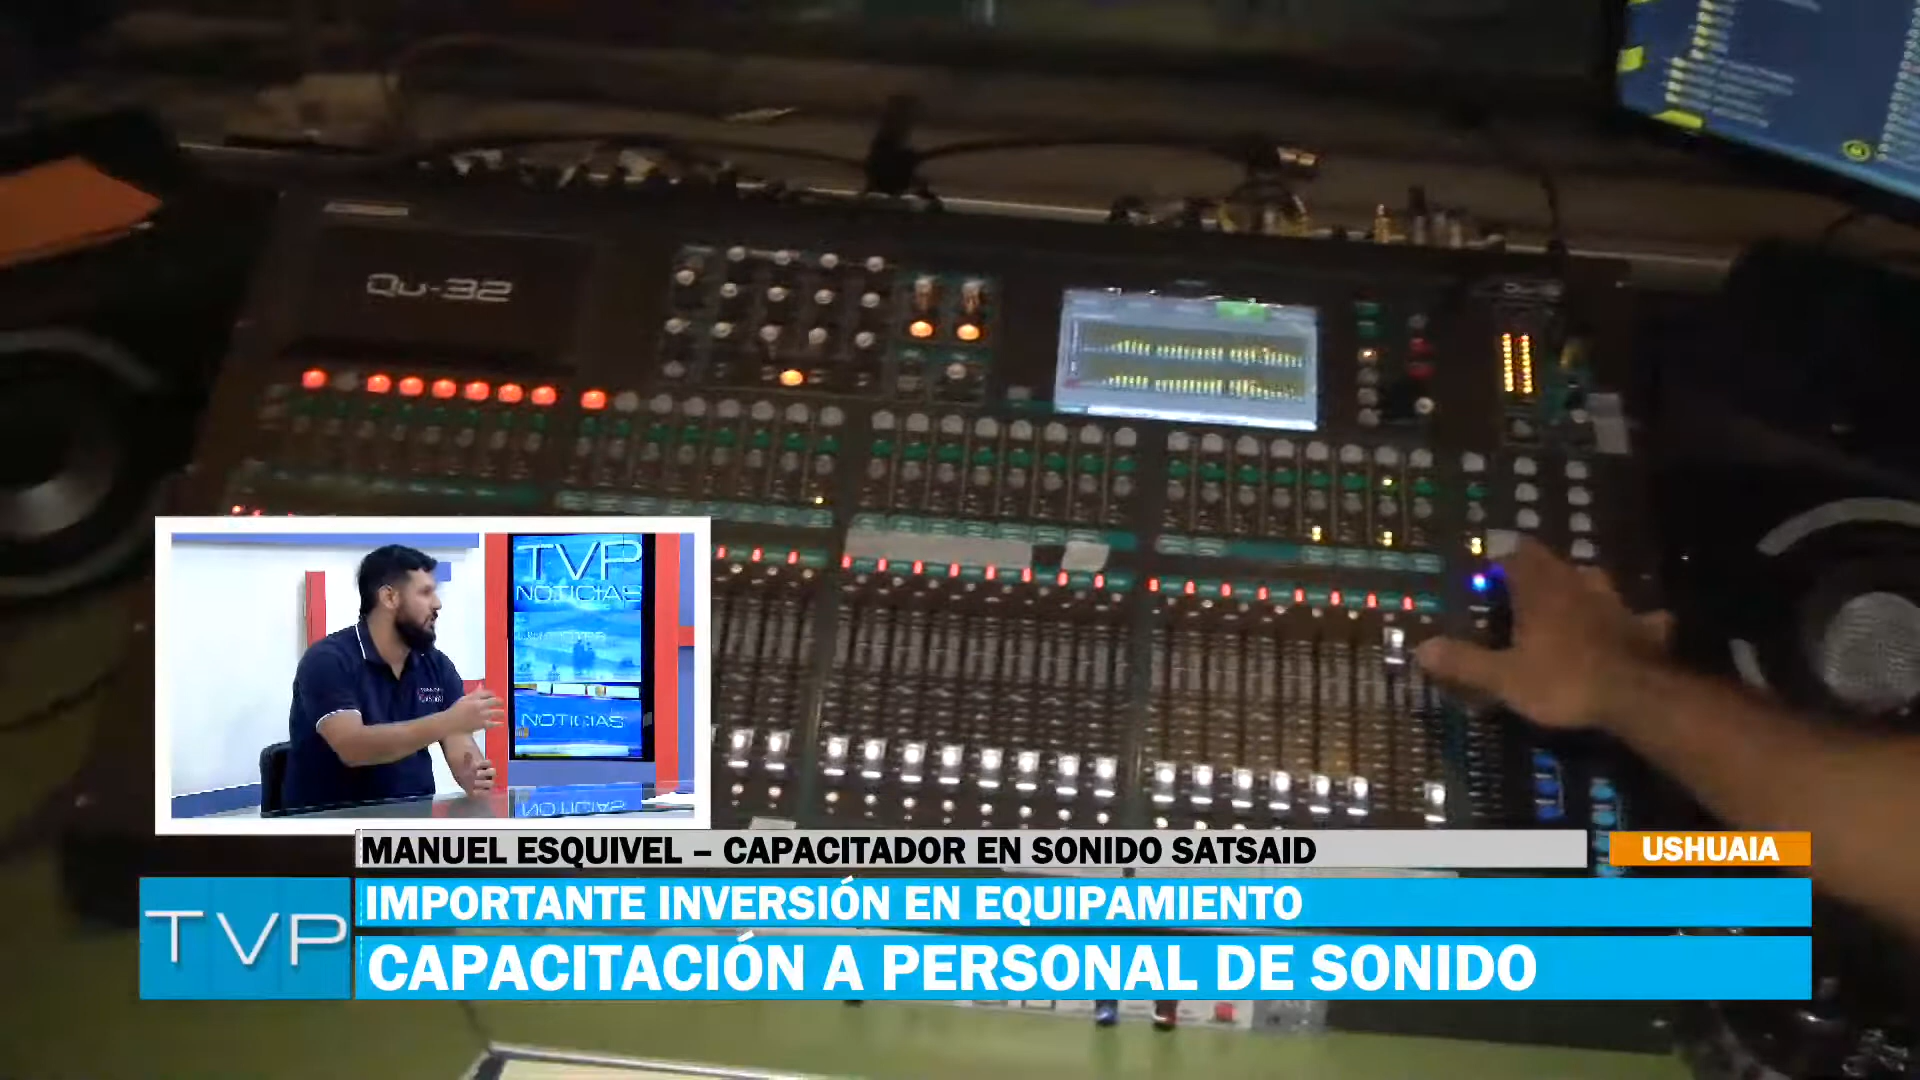 Qu-32
TVP
NOTICIAS
NOTICIAS
MANUEL ESQUIVEL – CAPACITADOR EN SONIDO SATSAID
USHUAIA
TVP
IMPORTANTE INVERSIÓN EN EQUIPAMIENTO
CAPACITACIÓN A PERSONAL DE SONIDO